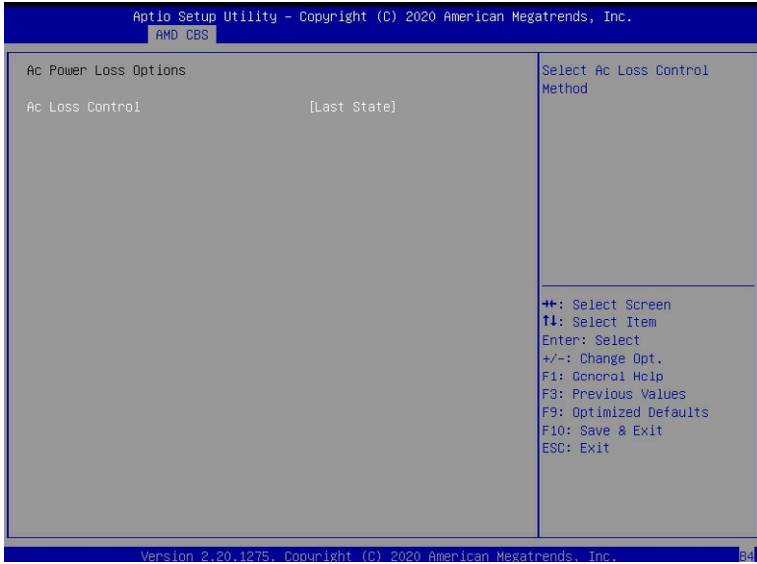 Aptio Setup Utility – Copyright (C) 2020 American Megatrends, Inc.
AMD CBS
Ac Power Loss Options
Ac Loss Control [Last State]
Select Ac Loss Control
Method
→←: Select Screen
↑↓: Select Item
Enter: Select
+/-: Change Opt.
F1: General Help
F3: Previous Values
F9: Optimized Defaults
F10: Save & Exit
ESC: Exit
Version 2.20.1275. Copyright (C) 2020 American Megatrends, Inc.
B4